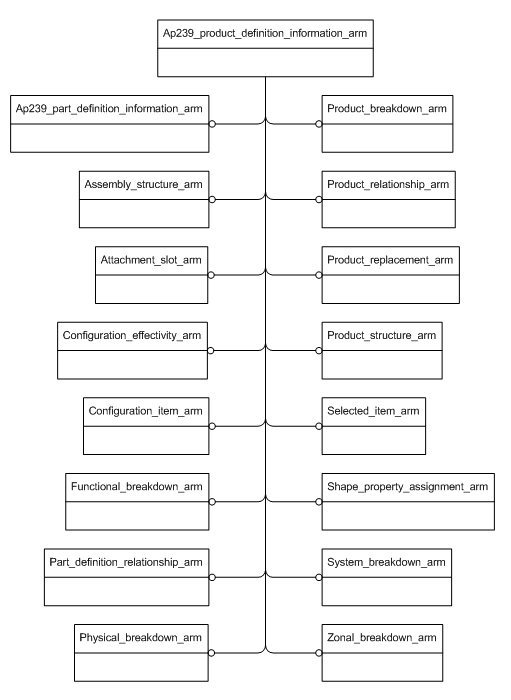 Ap239_product_definition_information_arm
Ap239_part_definition_information_arm
Product_breakdown_arm
Assembly_structure_arm
Product_relationship_arm
Attachment_slot_arm
Product_replacement_arm
Configuration_effectivity_arm
Product_structure_arm
Configuration_item_arm
Selected_item_arm
Functional_breakdown_arm
Shape_property_assignment_arm
Part_definition_relationship_arm
System_breakdown_arm
Physical_breakdown_arm
Zonal_breakdown_arm